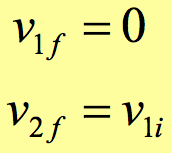 v₁f = 0
v₂f = v₁i